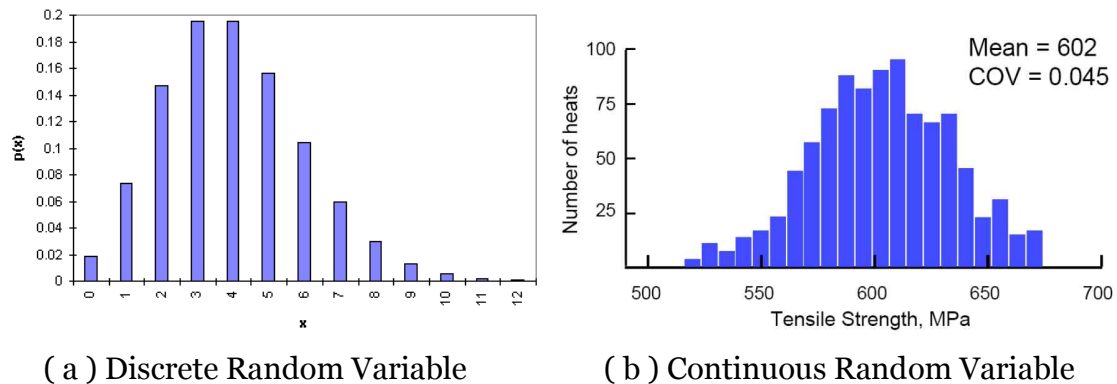 0.2
0.18
0.16
0.14
0.12
0.1
0.08
0.06
0.04
0.02
0
p(x)
0 1 2 3 4 5 6 7 8 9 10 11 12
x
( a ) Discrete Random Variable
Mean = 602
COV = 0.045
100
75
50
25
Number of heats
500 550 600 650 700
Tensile Strength, MPa
( b ) Continuous Random Variable